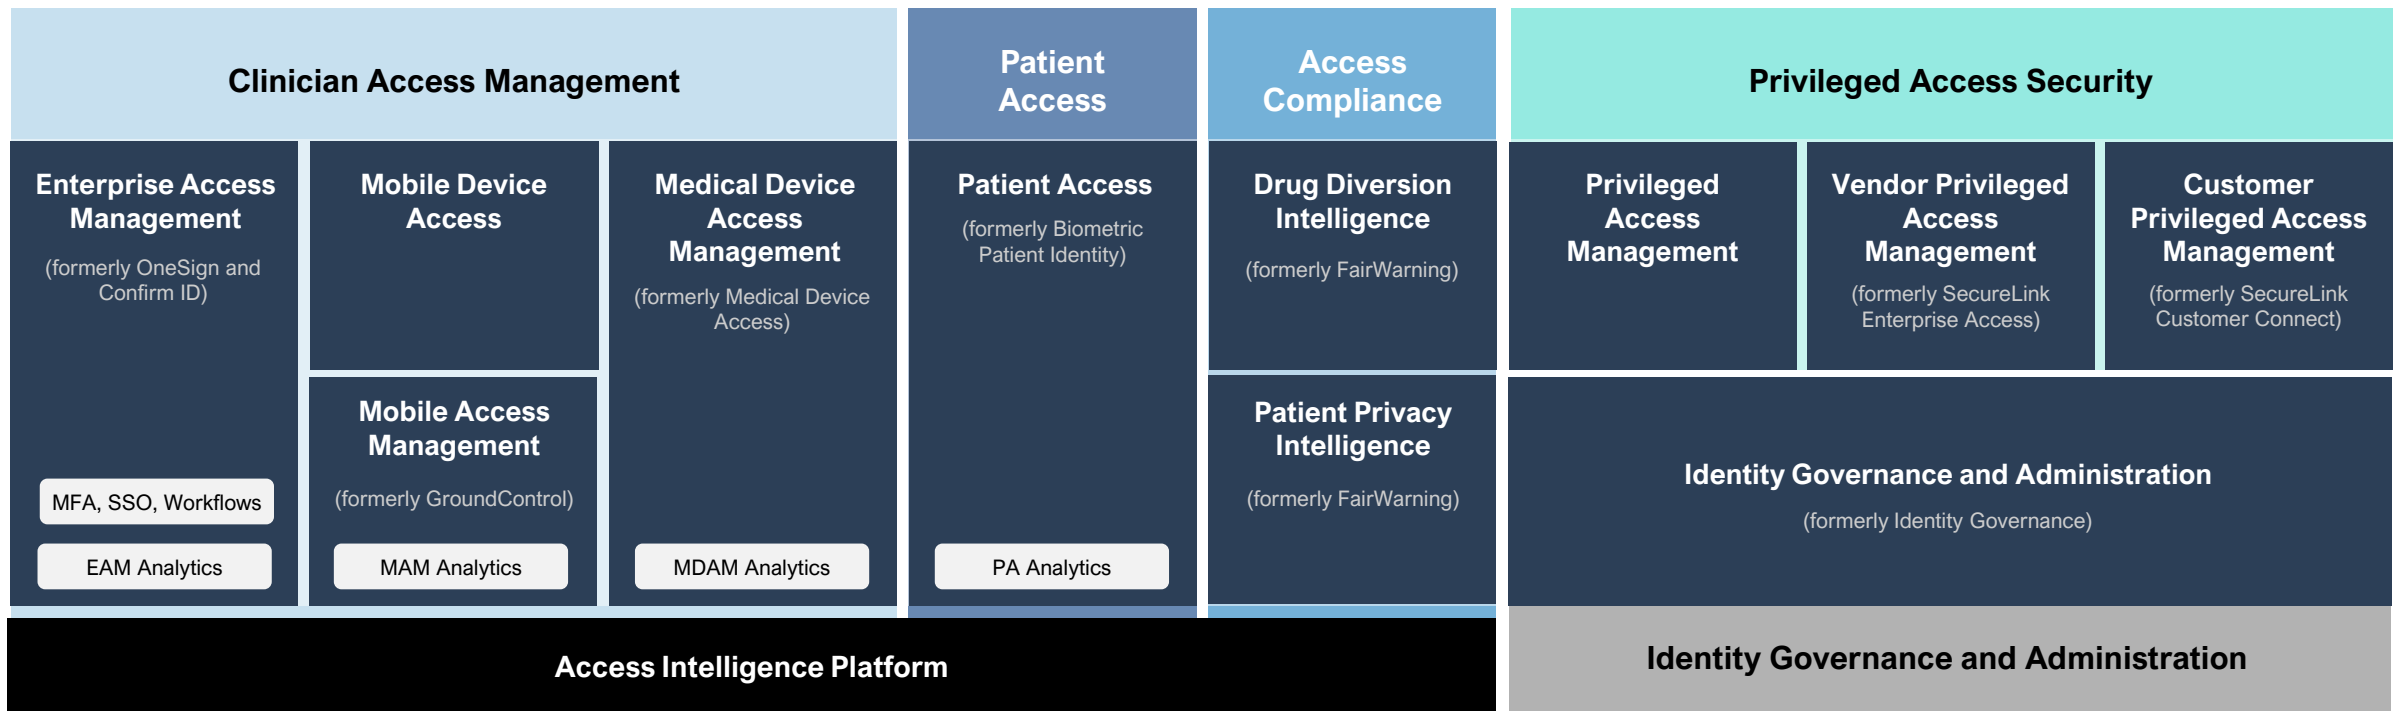 Clinician Access Management
Patient
Access
Access
Compliance
Privileged Access Security
Enterprise Access
Management
(formerly OneSign and
Confirm ID)
MFA, SSO, Workflows
EAM Analytics
Mobile Device
Access
Mobile Access
Management
(formerly GroundControl)
MAM Analytics
Medical Device
Access
Management
(formerly Medical Device
Access)
MDAM Analytics
Patient Access
(formerly Biometric
Patient Identity)
PA Analytics
Drug Diversion
Intelligence
(formerly FairWarning)
Patient Privacy
Intelligence
(formerly FairWarning)
Privileged
Access
Management
Vendor Privileged
Access
Management
(formerly SecureLink
Enterprise Access)
Customer
Privileged Access
Management
(formerly SecureLink
Customer Connect)
Identity Governance and Administration
(formerly Identity Governance)
Access Intelligence Platform
Identity Governance and Administration